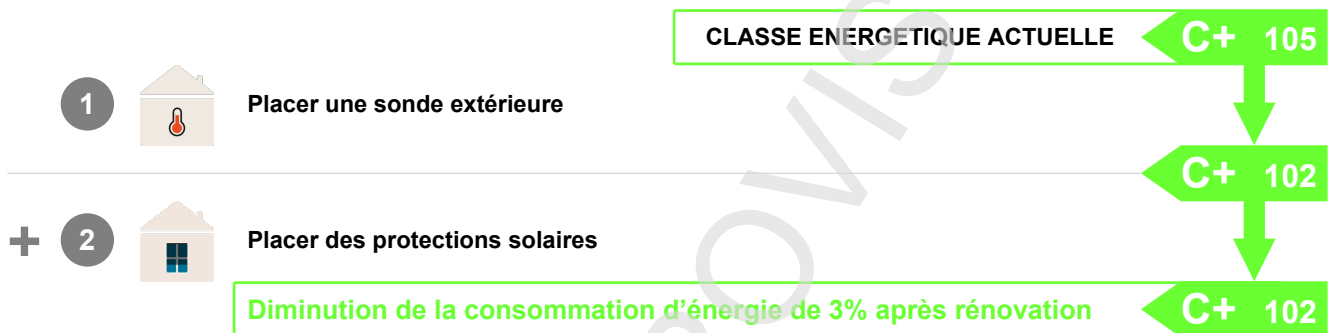 CLASSE ENERGETIQUE ACTUELLE C+ 105
1 Placer une sonde extérieure
C+ 102
+ 2 Placer des protections solaires
Diminution de la consommation d'énergie de 3% après rénovation C+ 102